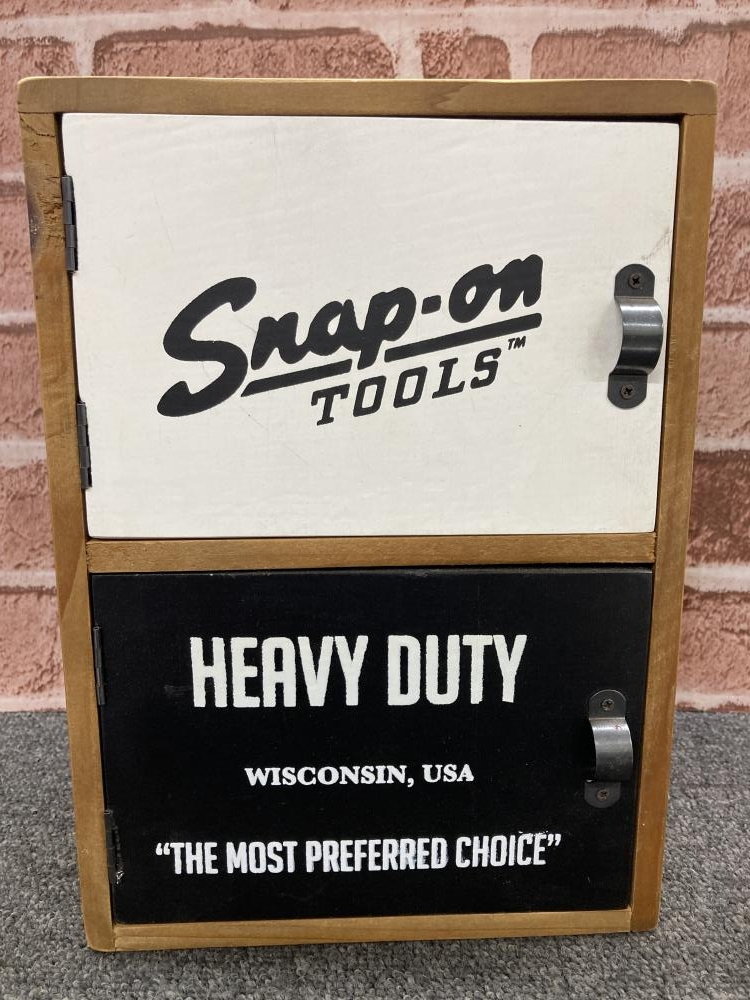 Snap-on
TOOLS™
HEAVY DUTY
WISCONSIN, USA
“THE MOST PREFERRED CHOICE”